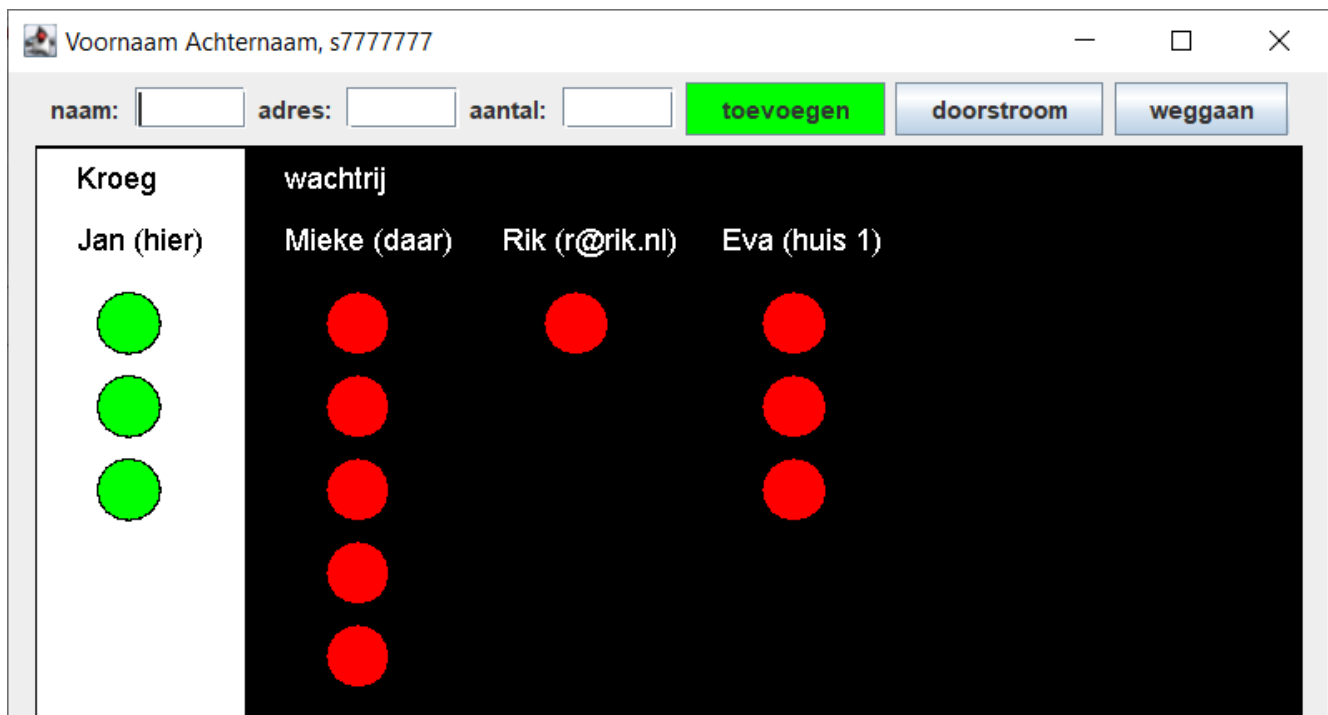 Voornaam Achternaam, s7777777
naam: adres: aantal: toevoegen doorstroom weggaan
Kroeg wachtrij
Jan (hier) Mieke (daar) Rik (r@rik.nl) Eva (huis 1)